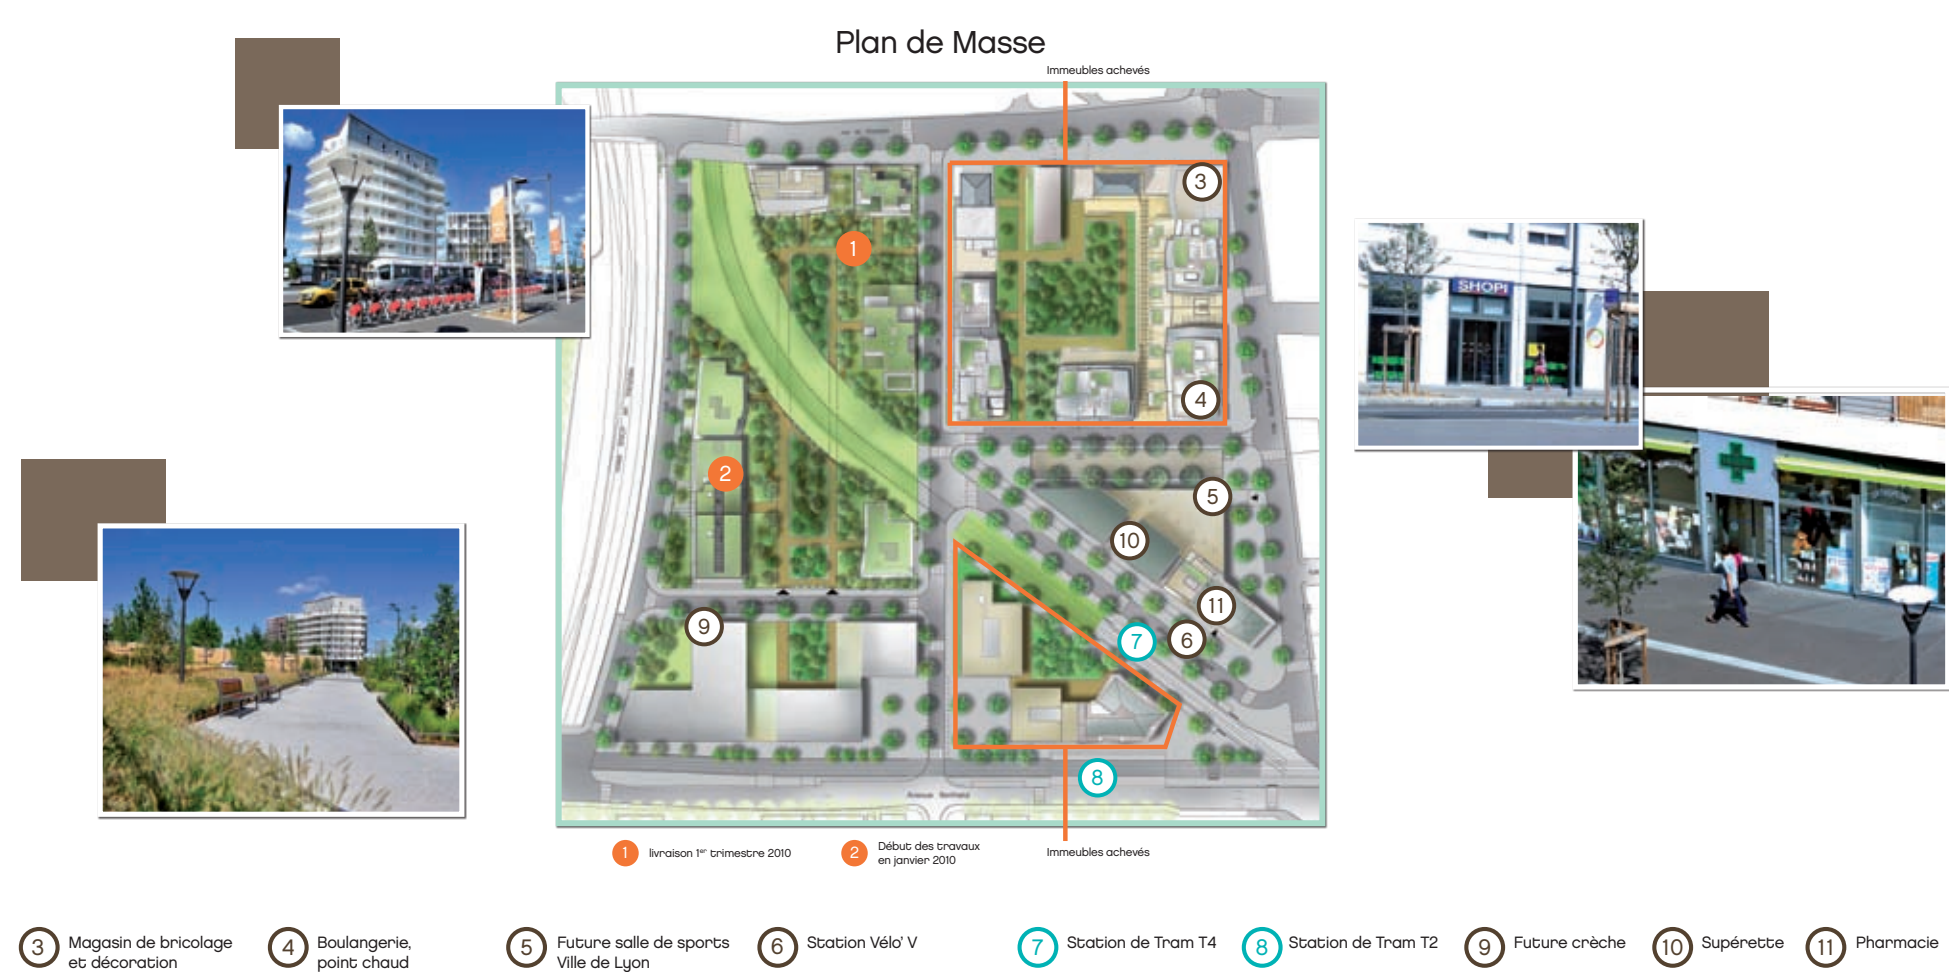 Plan de Masse
Immeubles achevés
3
1
4
2
5
10
11
9
7
6
8
SHOPI
Avenue Berthelot
1 livraison 1er trimestre 2010
2 Début des travaux
en janvier 2010
Immeubles achevés
3 Magasin de bricolage
et décoration
4 Boulangerie,
point chaud
5 Future salle de sports
Ville de Lyon
6 Station Vélo' V
7 Station de Tram T4
8 Station de Tram T2
9 Future crèche
10 Supérette
11 Pharmacie